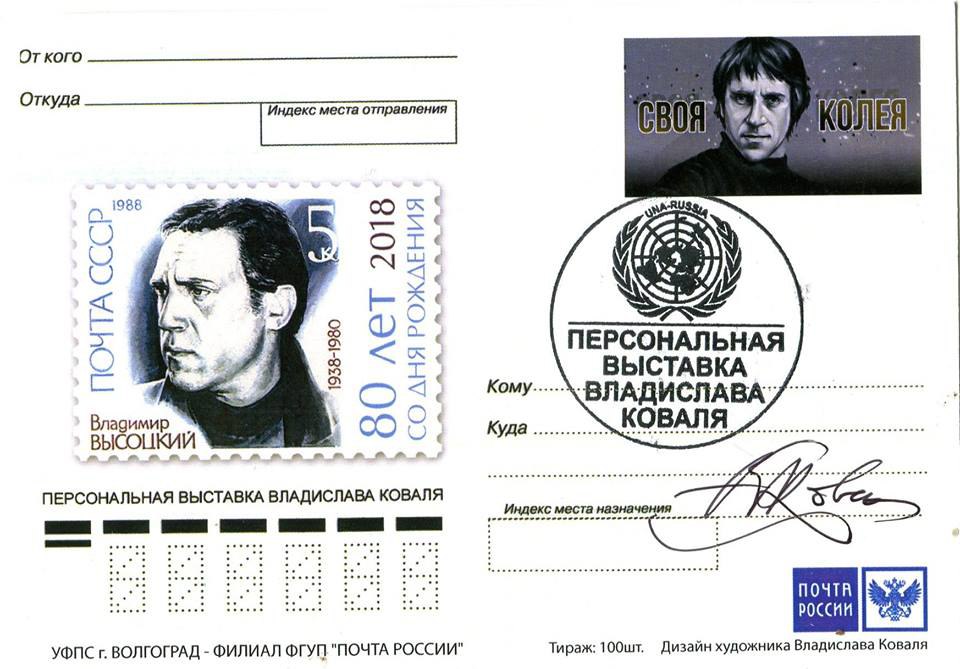 От кого
Откуда
Индекс места отправления
СВОЯ КОЛЕЯ
1988
5 к
ПОЧТА СССР
1938-1980
80 лет 2018
СО ДНЯ РОЖДЕНИЯ
Владимир
ВЫСОЦКИЙ
UNA-RUSSIA
ПЕРСОНАЛЬНАЯ
ВЫСТАВКА
ВЛАДИСЛАВА
КОВАЛЯ
Кому
Куда
ПЕРСОНАЛЬНАЯ ВЫСТАВКА ВЛАДИСЛАВА КОВАЛЯ
Индекс места назначения
ПОЧТА
РОССИИ
УФПС г. ВОЛГОГРАД - ФИЛИАЛ ФГУП "ПОЧТА РОССИИ"
Тираж: 100шт. Дизайн художника Владислава Коваля